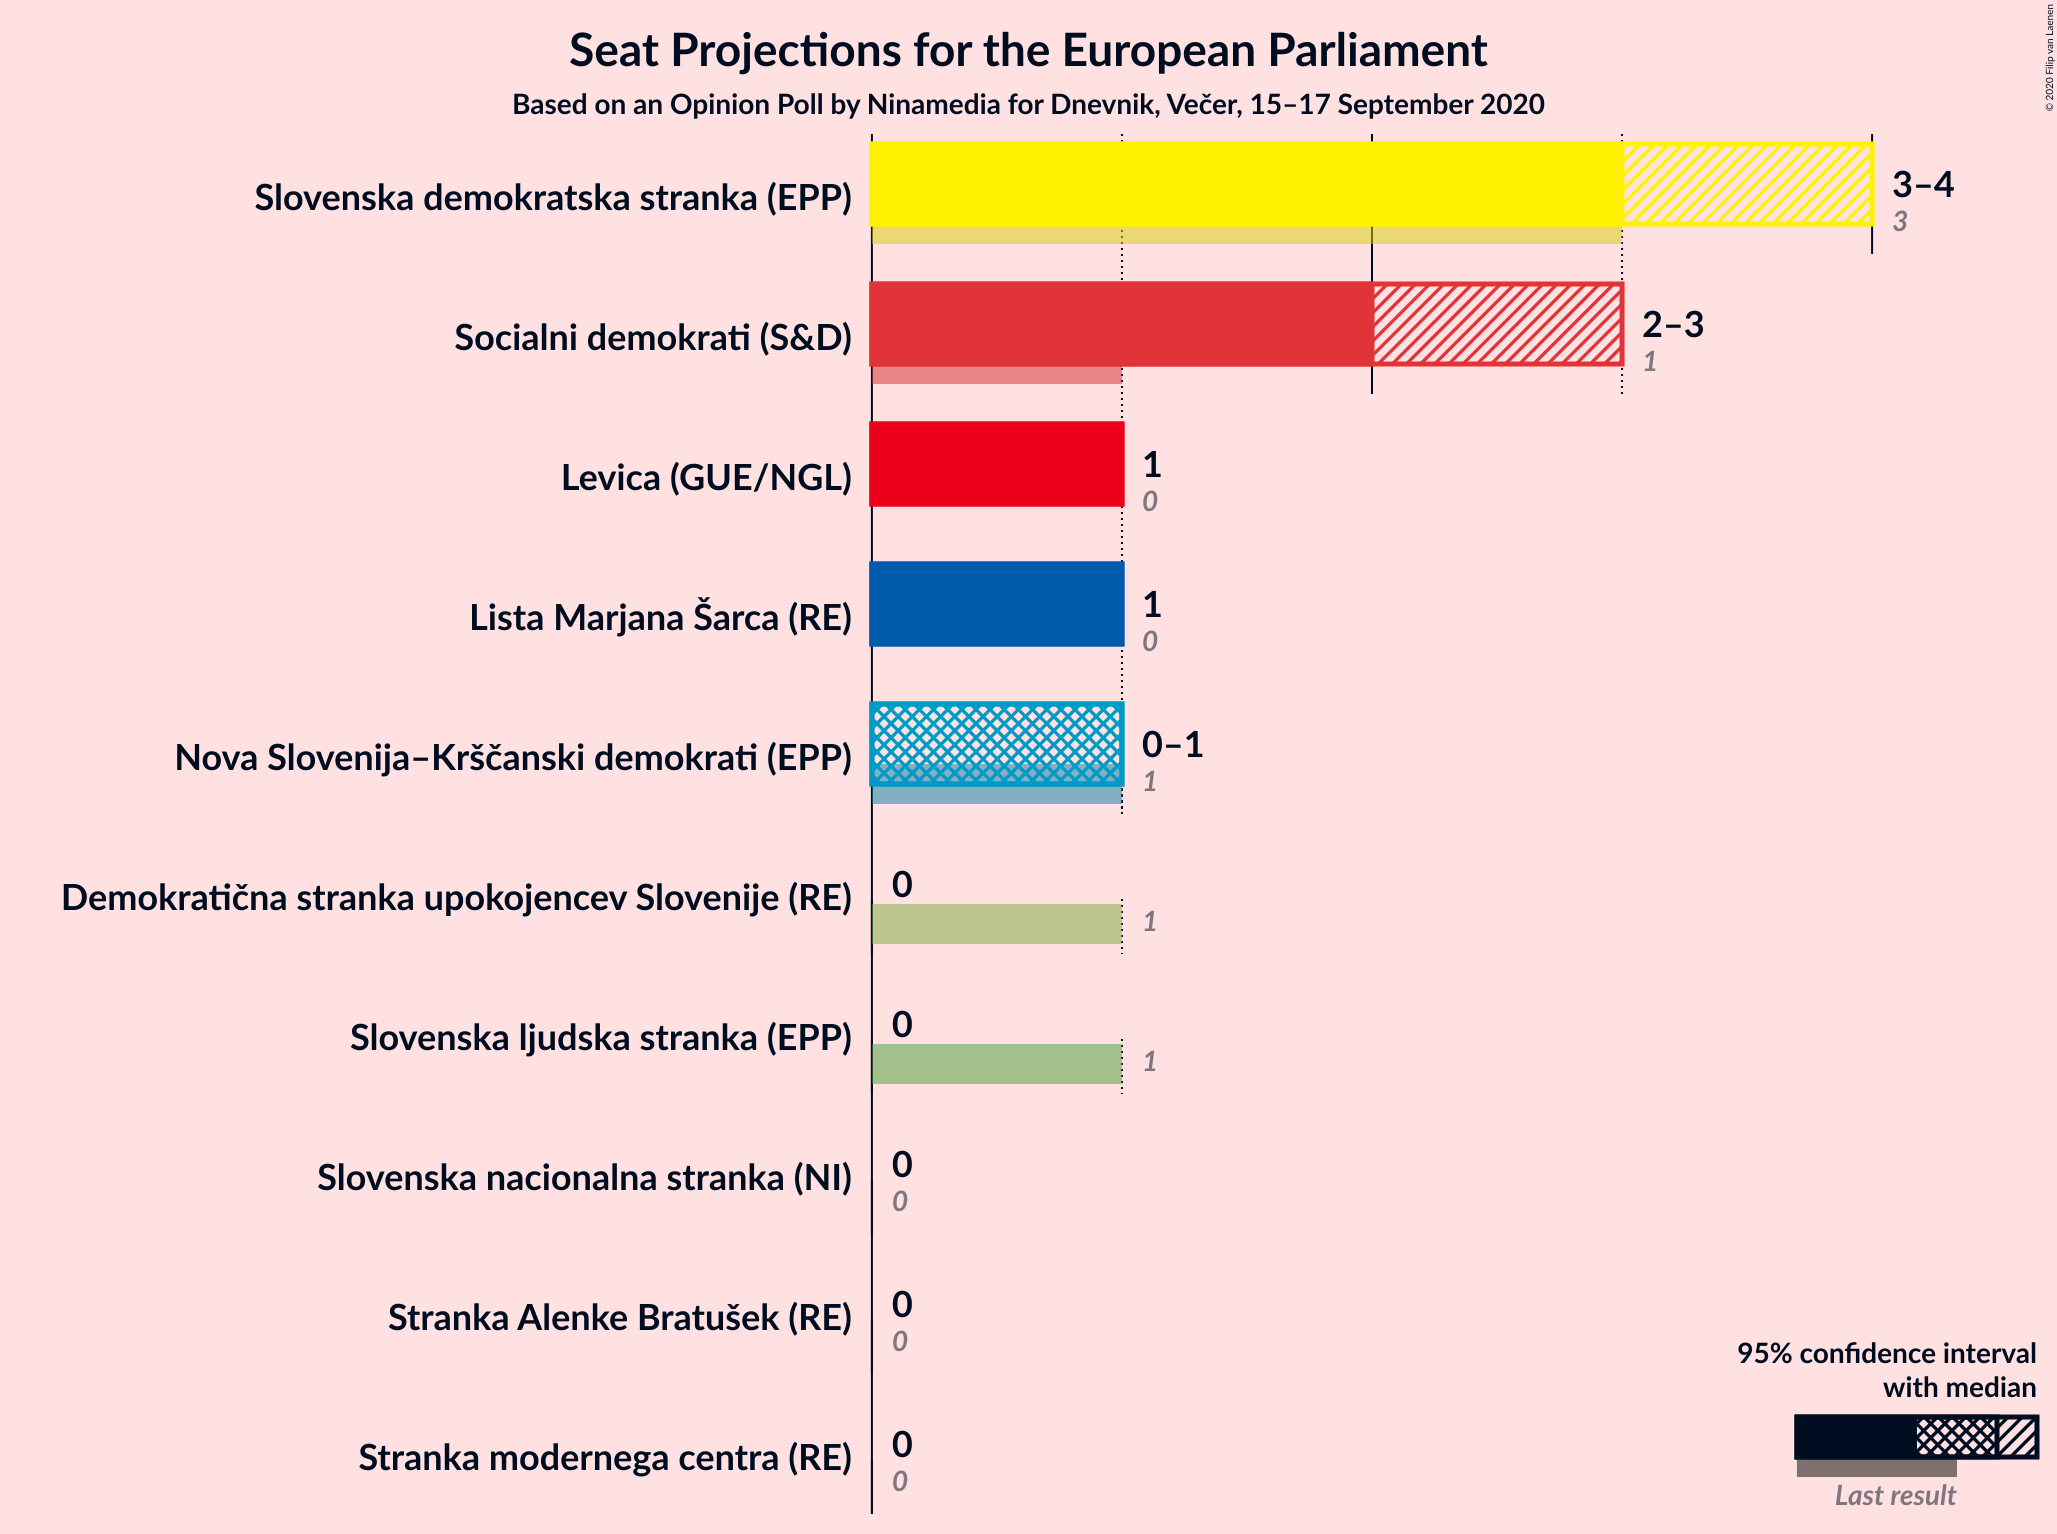 Seat Projections for the European Parliament
Based on an Opinion Poll by Ninamedia for Dnevnik, Večer, 15–17 September 2020
© 2020 Filip van Laenen
Slovenska demokratska stranka (EPP)
3–4
3
Socialni demokrati (S&D)
2–3
1
Levica (GUE/NGL)
1
0
Lista Marjana Šarca (RE)
1
0
Nova Slovenija–Krščanski demokrati (EPP)
0–1
1
Demokratična stranka upokojencev Slovenije (RE)
0
1
Slovenska ljudska stranka (EPP)
0
1
Slovenska nacionalna stranka (NI)
0
0
Stranka Alenke Bratušek (RE)
0
0
Stranka modernega centra (RE)
0
0
95% confidence interval
with median
Last result